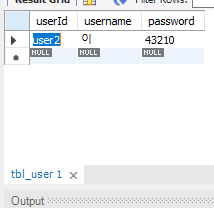 Result Grid Filter Rows:
userId username password
user2 이 43210
NULL NULL NULL
tbl_user 1
Output